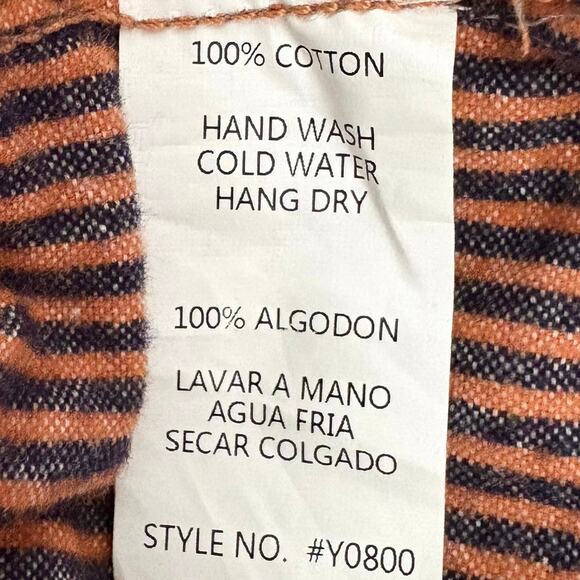 100% COTTON
HAND WASH
COLD WATER
HANG DRY
100% ALGODON
LAVAR A MANO
AGUA FRIA
SECAR COLGADO
STYLE NO. #Y0800